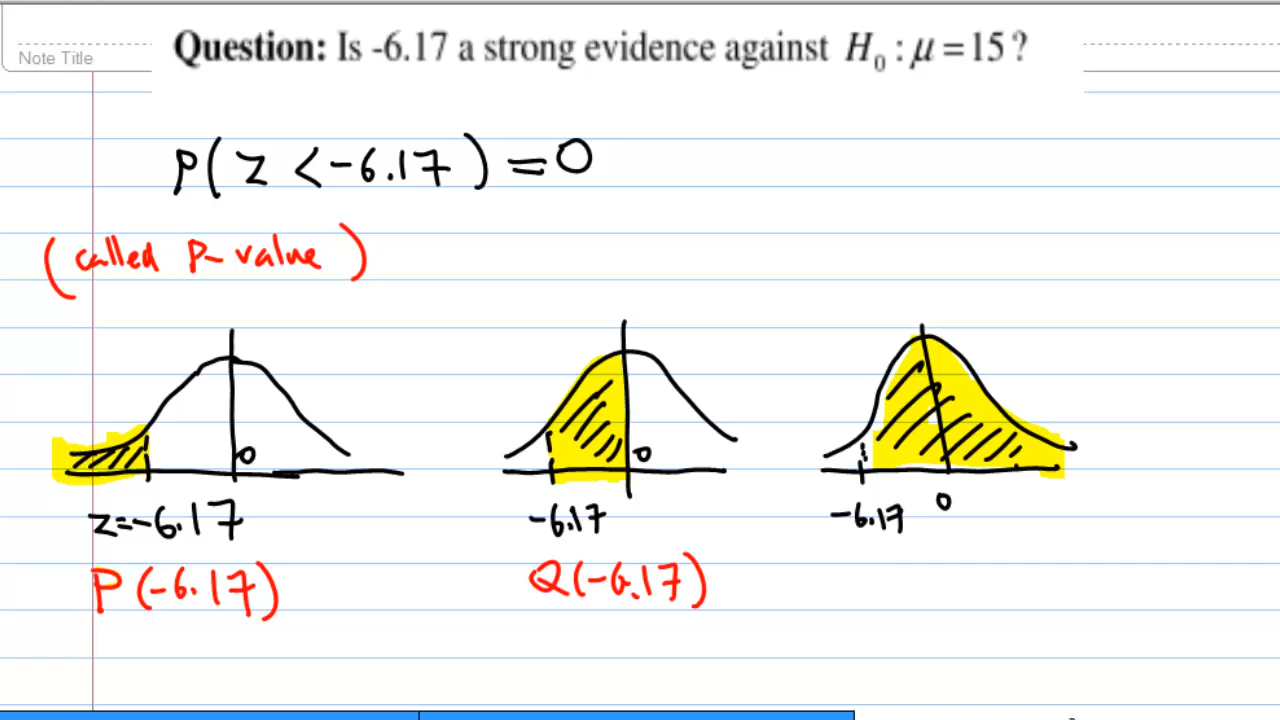 Note Title
Question: Is -6.17 a strong evidence against H₀ : μ = 15 ?
P( Z < -6.17 ) = 0
( called P-value )
0
0
z=-6.17
-6.17
-6.17
0
P(-6.17)
Q(-6.17)